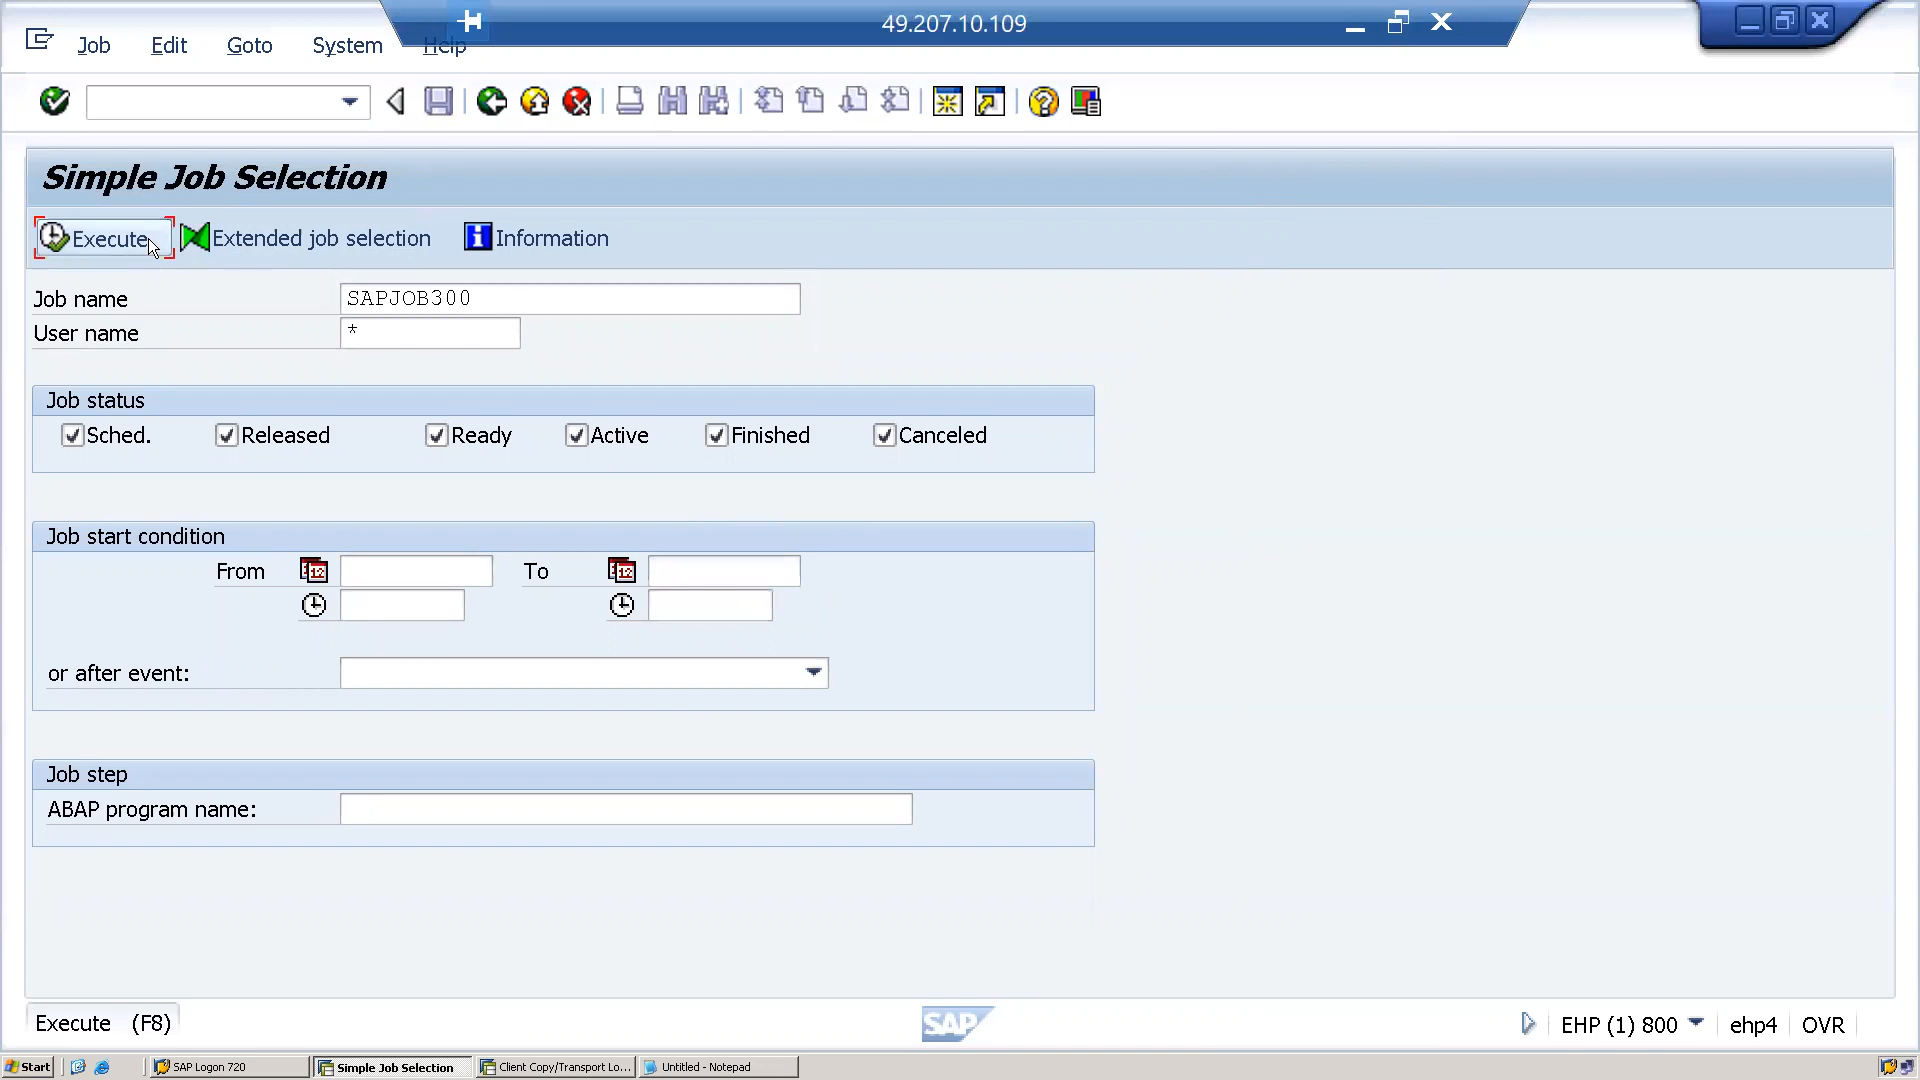 49.207.10.109
Job Edit Goto System Help
Simple Job Selection
Execute Extended job selection Information
Job name SAPJOB300
User name *
Job status
Sched. Released Ready Active Finished Canceled
Job start condition
From To
or after event:
Job step
ABAP program name:
Execute (F8) SAP EHP (1) 800 ehp4 OVR
Start SAP Logon 720 Simple Job Selection Client Copy/Transport Lo... Untitled - Notepad